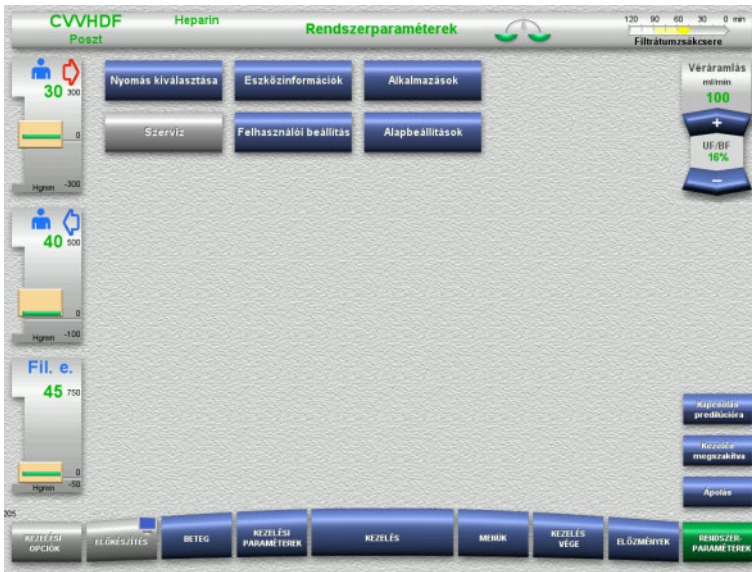 CVVHDF
Poszt
Heparin
Rendszerparaméterek
120 90 60 30 0 min
Filtrátumzsákcsere
30 300
0
Hgmm -300
40 500
0
Hgmm -100
Fil. e.
45 750
0
Hgmm -50
Nyomás kiválasztása
Eszközinformációk
Alkalmazások
Szerviz
Felhasználói beállítás
Alapbeállítások
Véráramlás
ml/min
100
+
UF/BF
16%
−
Kapcsolás
predilúcióra
Kezelés
megszakítva
Ápolás
205
KEZELÉSI
OPCIÓK
ELŐKÉSZÍTÉS
BETEG
KEZELÉSI
PARAMÉTEREK
KEZELÉS
MENÜK
KEZELÉS
VÉGE
ELŐZMÉNYEK
RENDSZER-
PARAMÉTEREK